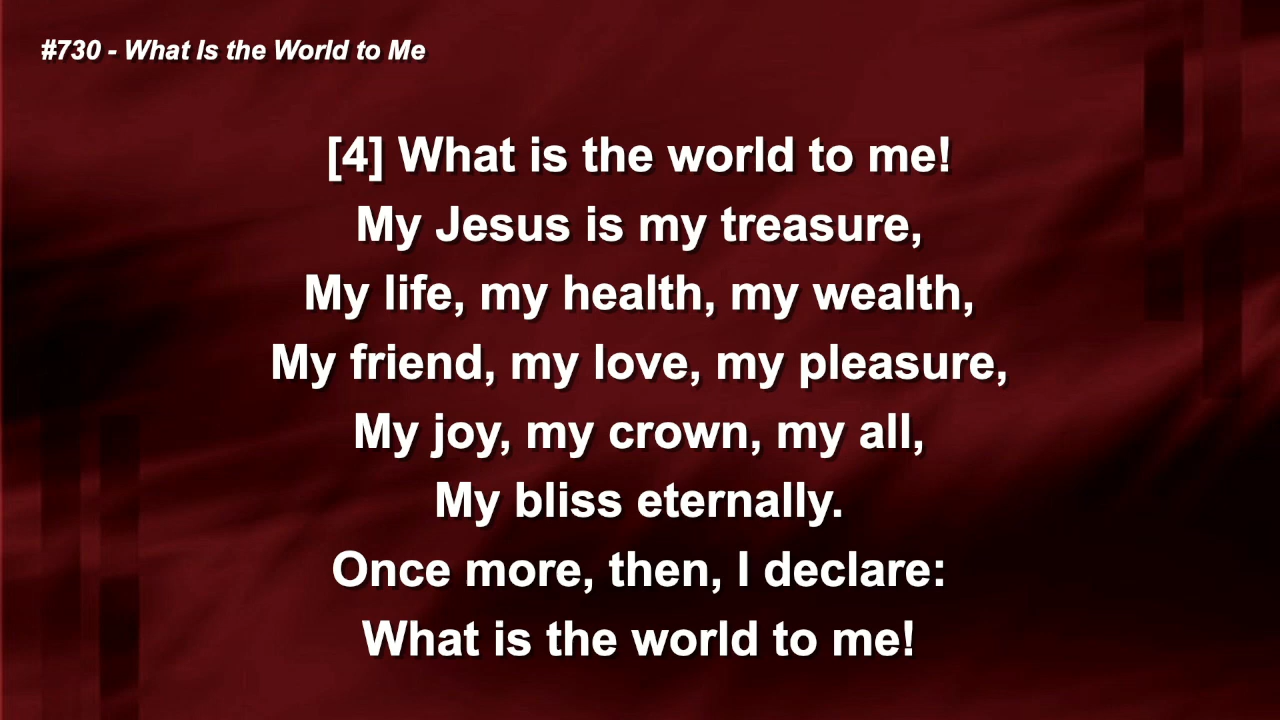 #730 - What Is the World to Me
[4] What is the world to me!
My Jesus is my treasure,
My life, my health, my wealth,
My friend, my love, my pleasure,
My joy, my crown, my all,
My bliss eternally.
Once more, then, I declare:
What is the world to me!